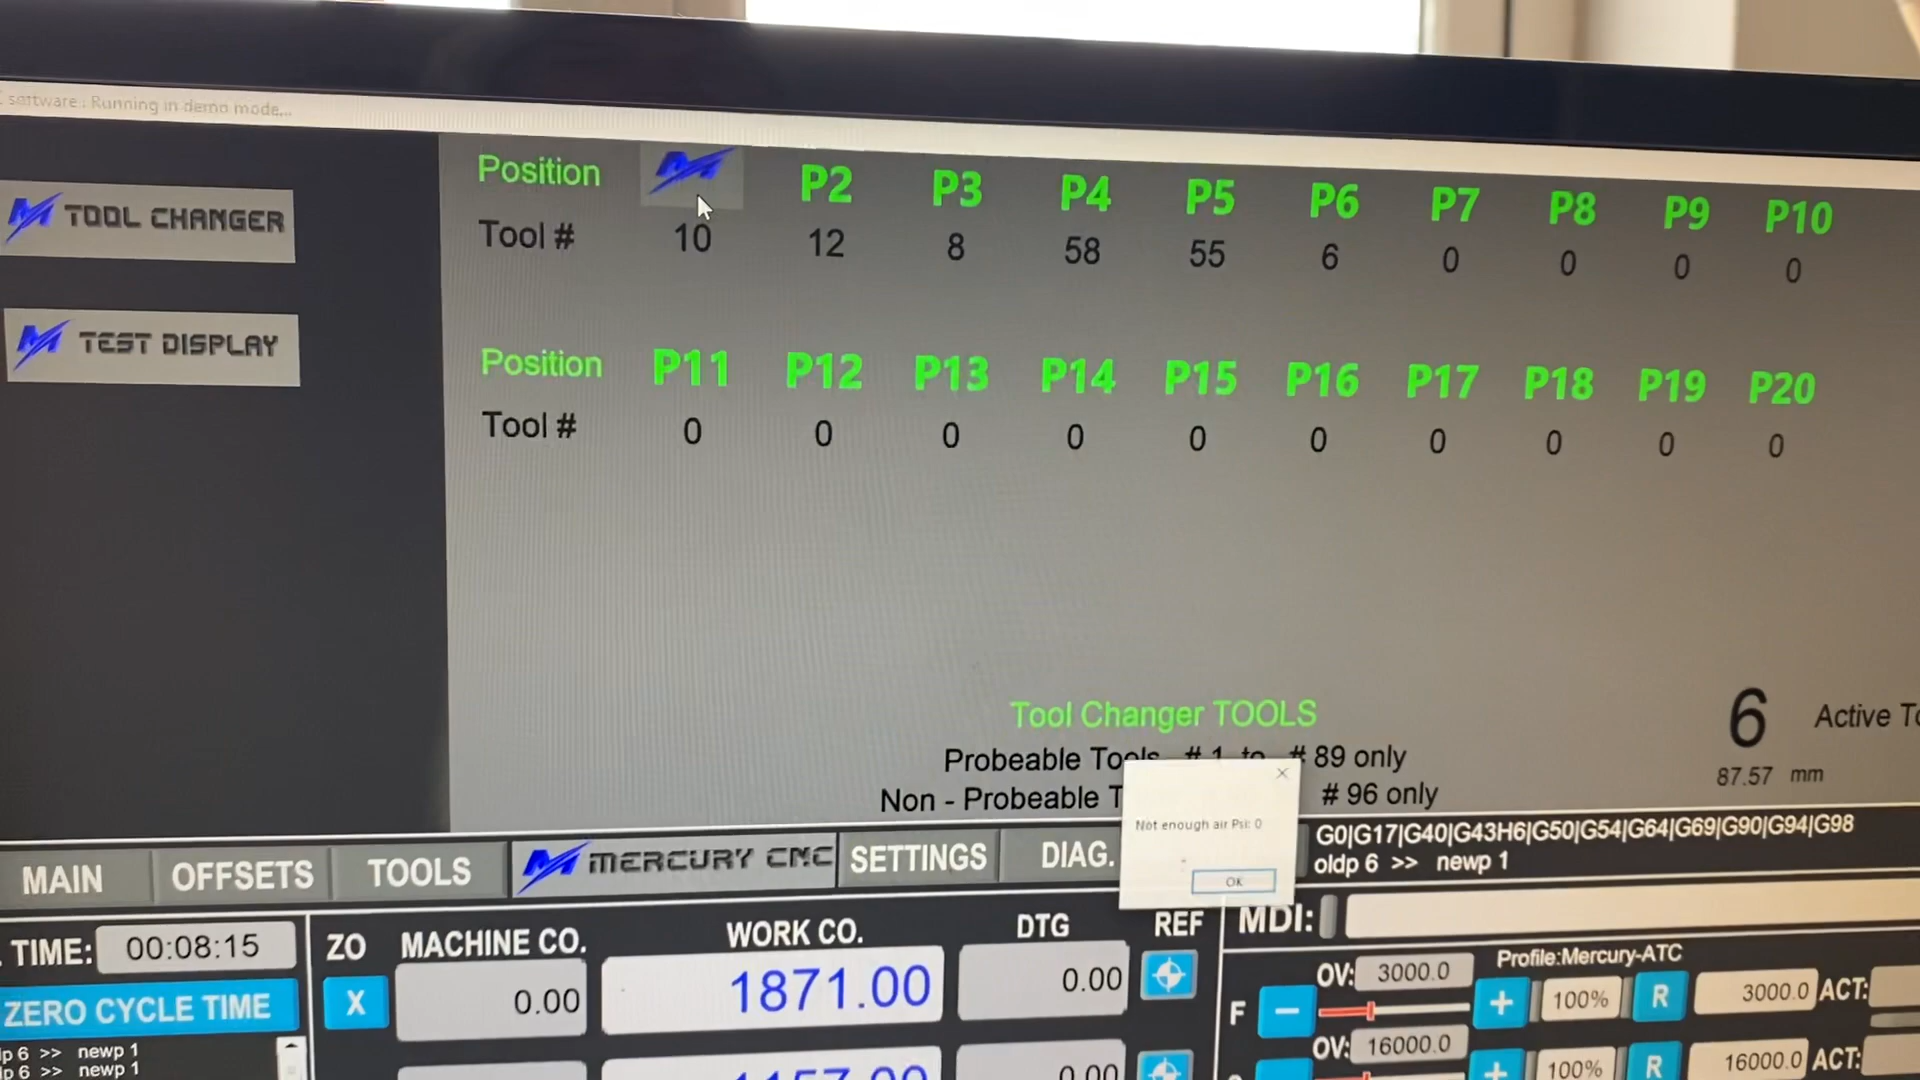 software : Running in demo mode...
TOOL CHANGER
TEST DISPLAY
Position P2 P3 P4 P5 P6 P7 P8 P9 P10
Tool # 10 12 8 58 55 6 0 0 0 0
Position P11 P12 P13 P14 P15 P16 P17 P18 P19 P20
Tool # 0 0 0 0 0 0 0 0 0 0
Tool Changer TOOLS
Probeable Tools # 1 to # 89 only
Non - Probeable # 96 only
6 Active
87.57 mm
Not enough air Psi: 0
OK
G0|G17|G40|G43H6|G50|G54|G64|G69|G90|G94|G98
oldp 6 >> newp 1
MAIN OFFSETS TOOLS MERCURY CNC SETTINGS DIAG.
TIME: 00:08:15
ZERO CYCLE TIME
p 6 >> newp 1
p 6 >> newp 1
ZO MACHINE CO. WORK CO. DTG REF
X 0.00 1871.00 0.00
1157.00 0.00
MDI:
Profile:Mercury-ATC
OV: 3000.0
F - + 100% R 3000.0 ACT:
OV: 16000.0
+ 100% R 16000.0 ACT: